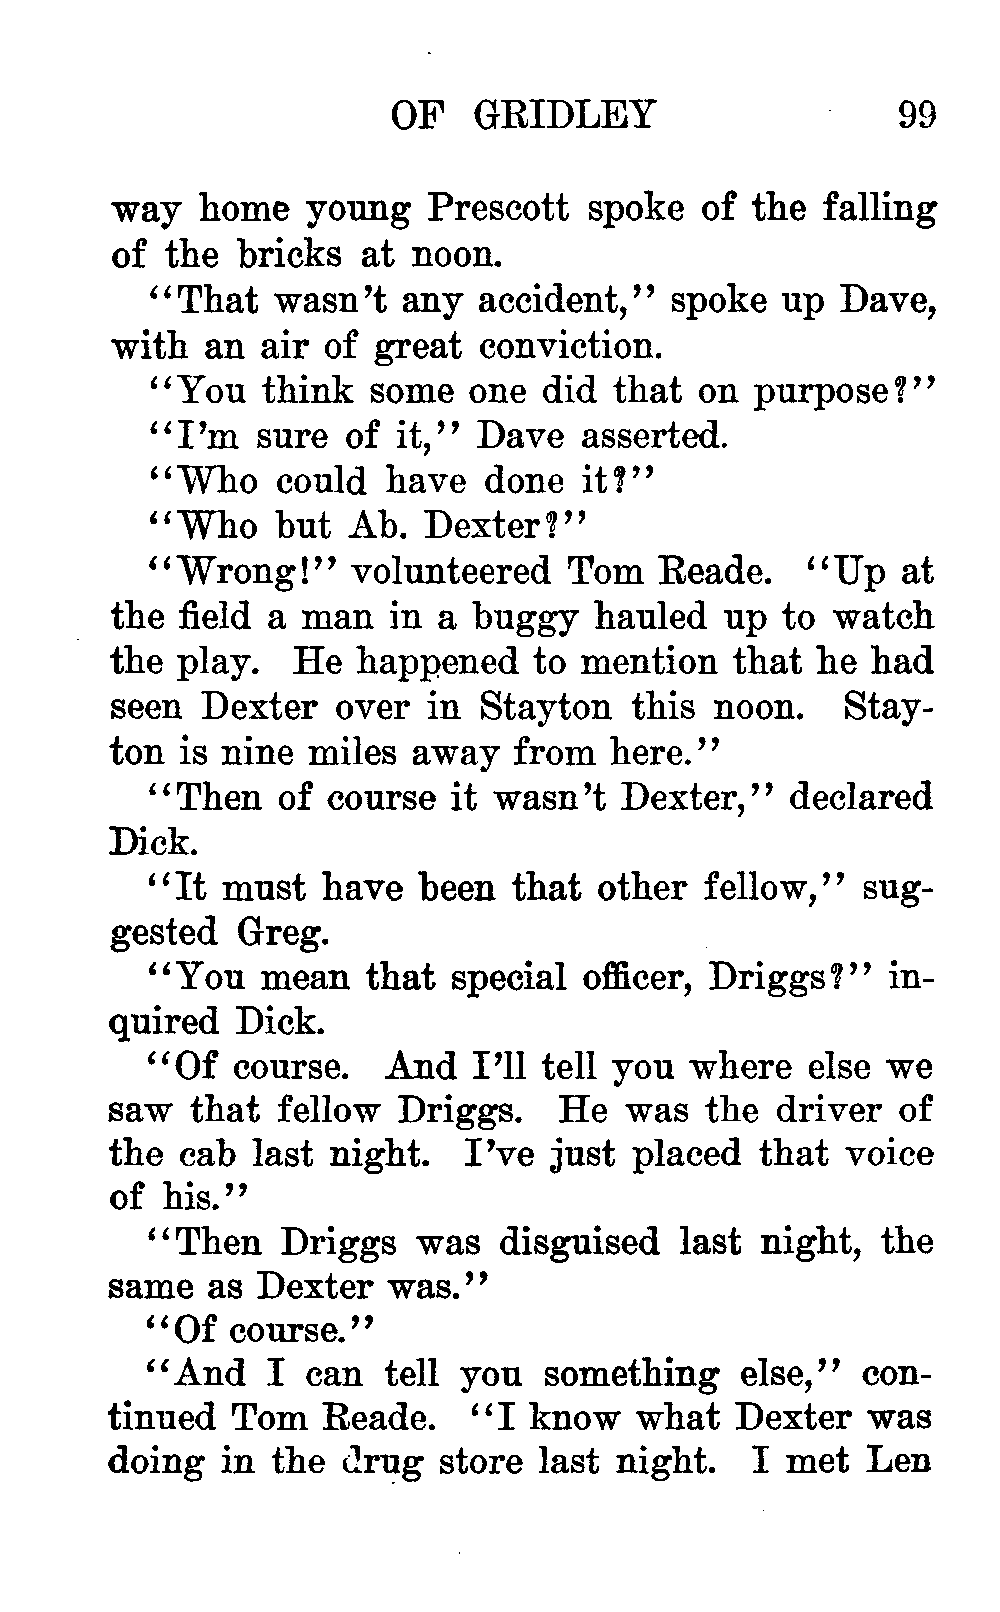 OF GRIDLEY 99
way home young Prescott spoke of the falling
of the bricks at noon.
"That wasn't any accident," spoke up Dave,
with an air of great conviction.
"You think some one did that on purpose?"
"I'm sure of it," Dave asserted.
"Who could have done it?"
"Who but Ab. Dexter?"
"Wrong!" volunteered Tom Reade. "Up at
the field a man in a buggy hauled up to watch
the play. He happened to mention that he had
seen Dexter over in Stayton this noon. Stay-
ton is nine miles away from here."
"Then of course it wasn't Dexter," declared
Dick.
"It must have been that other fellow," sug-
gested Greg.
"You mean that special officer, Driggs?" in-
quired Dick.
"Of course. And I'll tell you where else we
saw that fellow Driggs. He was the driver of
the cab last night. I've just placed that voice
of his."
"Then Driggs was disguised last night, the
same as Dexter was."
"Of course."
"And I can tell you something else," con-
tinued Tom Reade. "I know what Dexter was
doing in the drug store last night. I met Len